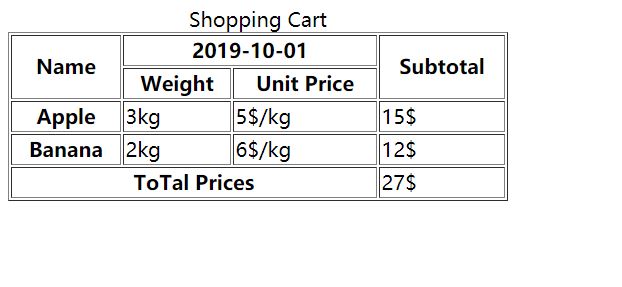 Shopping Cart
Name 2019-10-01 Subtotal
Weight Unit Price
Apple 3kg 5$/kg 15$
Banana 2kg 6$/kg 12$
ToTal Prices 27$